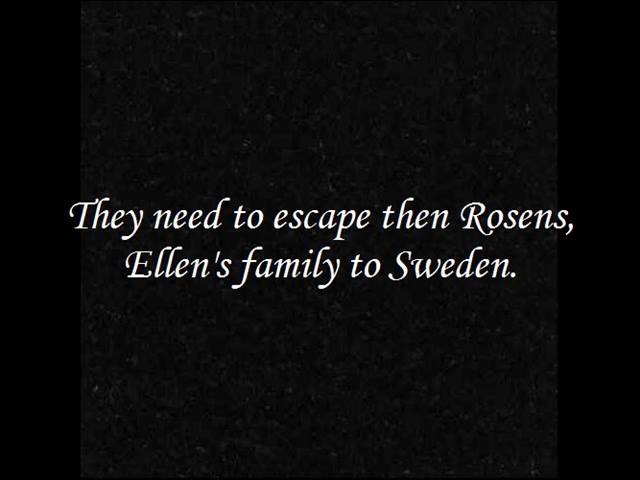 They need to escape then Rosens,
Ellen's family to Sweden.